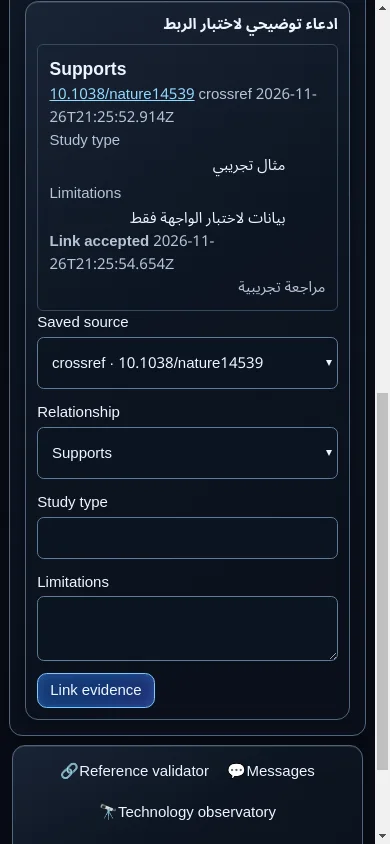 ادعاء توضيحي لاختبار الربط
Supports
10.1038/nature14539 crossref 2026-11-
26T21:25:52.914Z
Study type
مثال تجريبي
Limitations
بيانات لاختبار الواجهة فقط
Link accepted 2026-11-
26T21:25:54.654Z
مراجعة تجريبية
Saved source
crossref · 10.1038/nature14539
Relationship
Supports
Study type
Limitations
Link evidence
🔗Reference validator 💬Messages
🔭Technology observatory